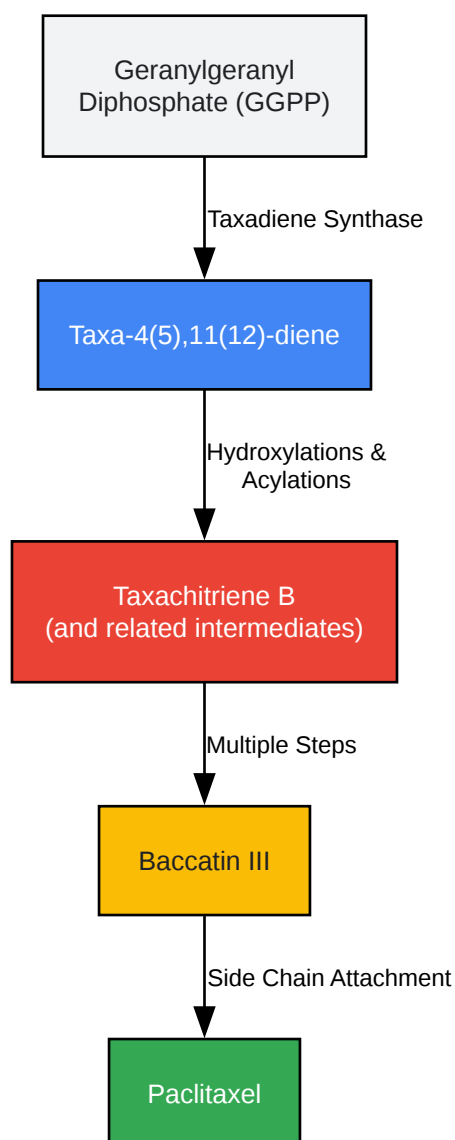 Geranylgeranyl
Diphosphate (GGPP)
Taxadiene Synthase
Taxa-4(5),11(12)-diene
Hydroxylations &
Acylations
Taxachitriene B
(and related intermediates)
Multiple Steps
Baccatin III
Side Chain Attachment
Paclitaxel